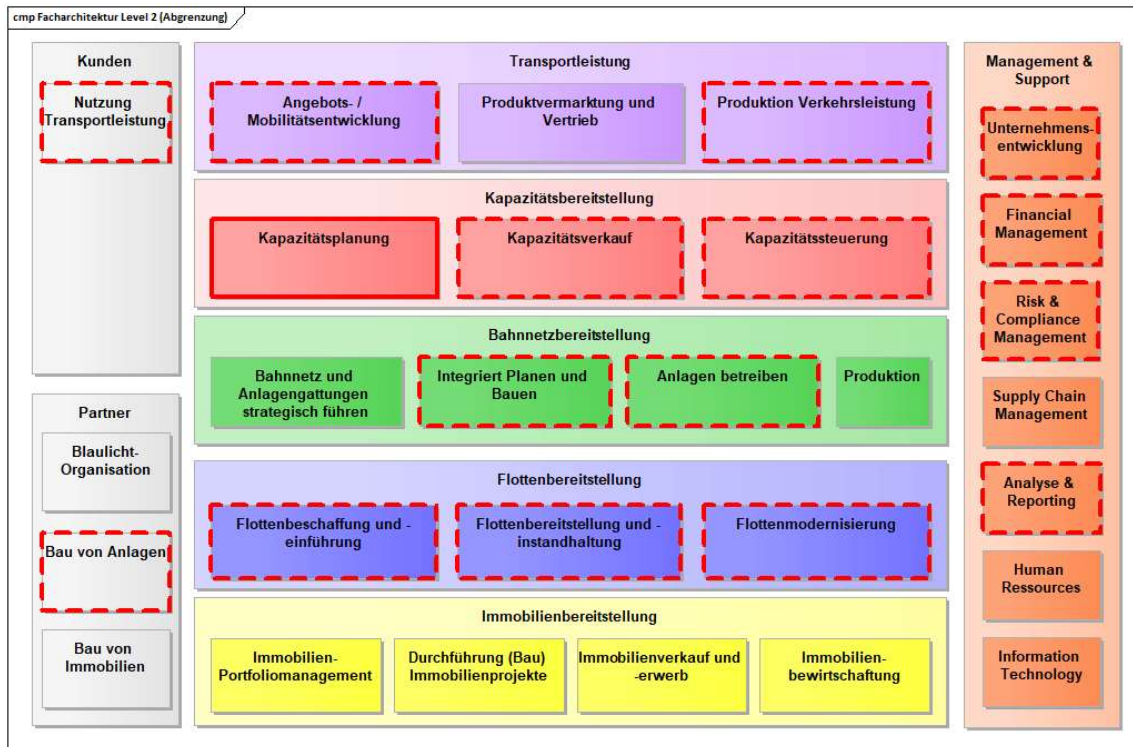 cmp Facharchitektur Level 2 (Abgrenzung)
Kunden
Nutzung
Transportleistung
Partner
Blaulicht-
Organisation
Bau von Anlagen
Bau von
Immobilien
Transportleistung
Angebots- /
Mobilitätsentwicklung
Produktvermarktung und
Vertrieb
Produktion Verkehrsleistung
Kapazitätsbereitstellung
Kapazitätsplanung
Kapazitätsverkauf
Kapazitätssteuerung
Bahnnetzbereitstellung
Bahnnetz und
Anlagengattungen
strategisch führen
Integriert Planen und
Bauen
Anlagen betreiben
Produktion
Flottenbereitstellung
Flottenbeschaffung und -
einführung
Flottenbereitstellung und -
instandhaltung
Flottenmodernisierung
Immobilienbereitstellung
Immobilien-
Portfoliomanagement
Durchführung (Bau)
Immobilienprojekte
Immobilienverkauf und
-erwerb
Immobilien-
bewirtschaftung
Management &
Support
Unternehmens-
entwicklung
Financial
Management
Risk &
Compliance
Management
Supply Chain
Management
Analyse &
Reporting
Human
Ressources
Information
Technology